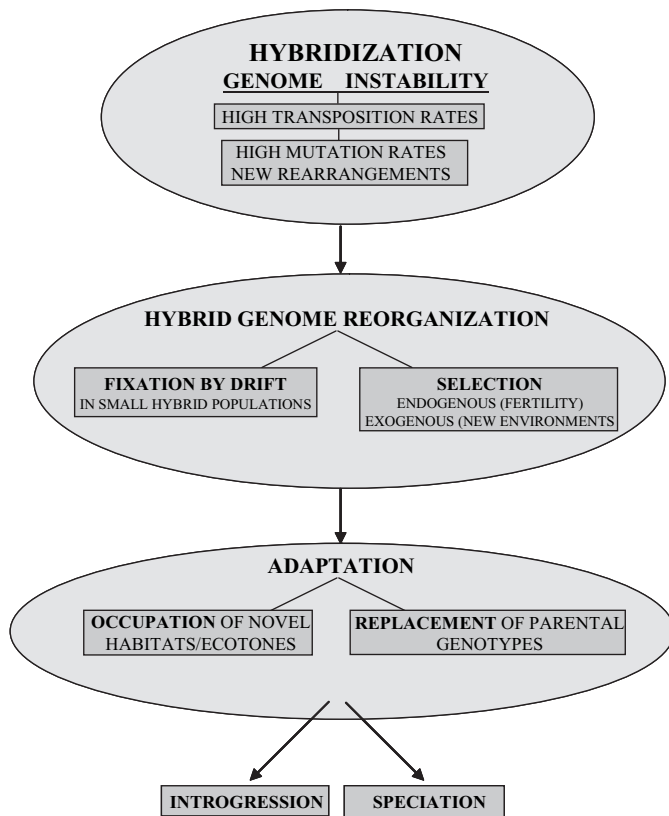 HYBRIDIZATION
GENOME INSTABILITY
HIGH TRANSPOSITION RATES
HIGH MUTATION RATES
NEW REARRANGEMENTS
HYBRID GENOME REORGANIZATION
FIXATION BY DRIFT
IN SMALL HYBRID POPULATIONS
SELECTION
ENDOGENOUS (FERTILITY)
EXOGENOUS (NEW ENVIRONMENTS
ADAPTATION
OCCUPATION OF NOVEL
HABITATS/ECOTONES
REPLACEMENT OF PARENTAL
GENOTYPES
INTROGRESSION
SPECIATION